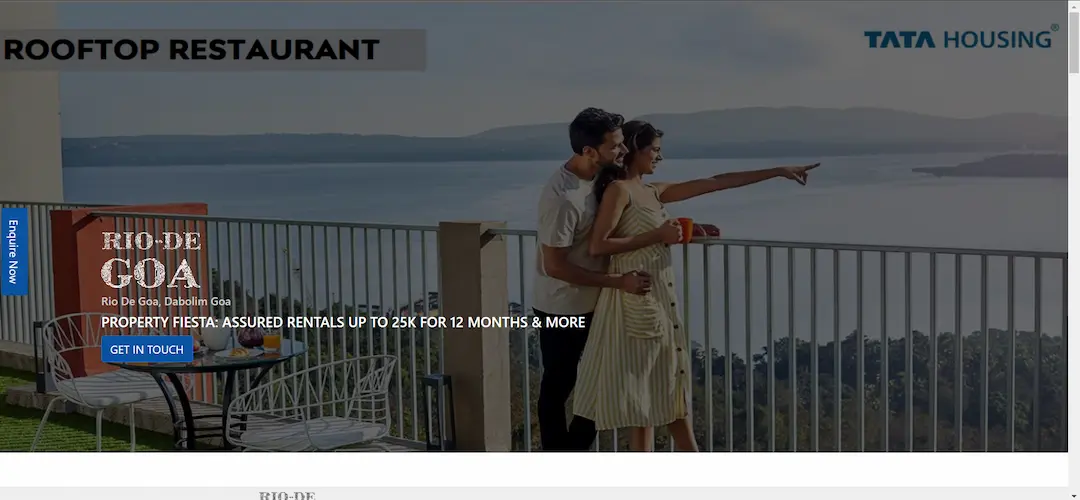 ROOFTOP RESTAURANT
TATA HOUSING®
Enquire Now
RIO-DE
GOA
Rio De Goa, Dabolim Goa
PROPERTY FIESTA: ASSURED RENTALS UP TO 25K FOR 12 MONTHS & MORE
GET IN TOUCH
RIO-DE